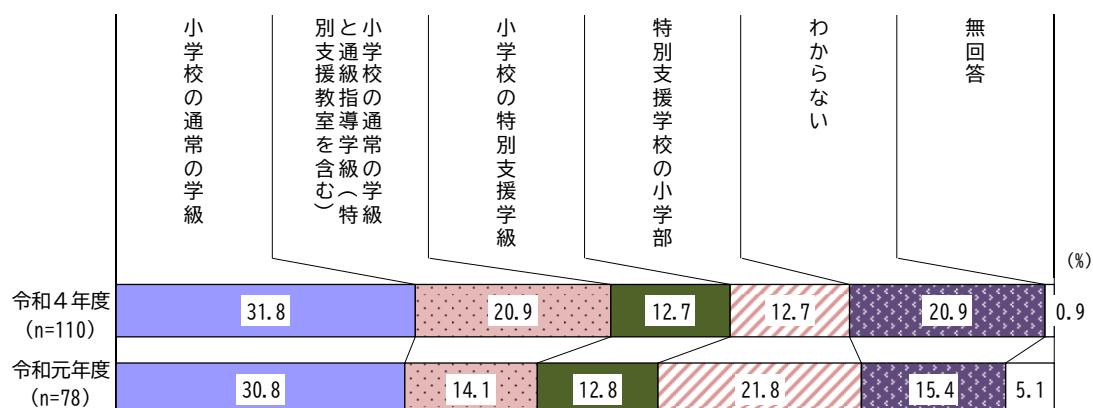 小学校の通常の学級
小学校の通常の学級
と通級指導学級（特
別支援教室を含む）
小学校の特別支援学級
特別支援学校の小学部
わからない
無回答
(%)
令和４年度
(n=110)
31.8
20.9
12.7
12.7
20.9
0.9
令和元年度
(n=78)
30.8
14.1
12.8
21.8
15.4
5.1